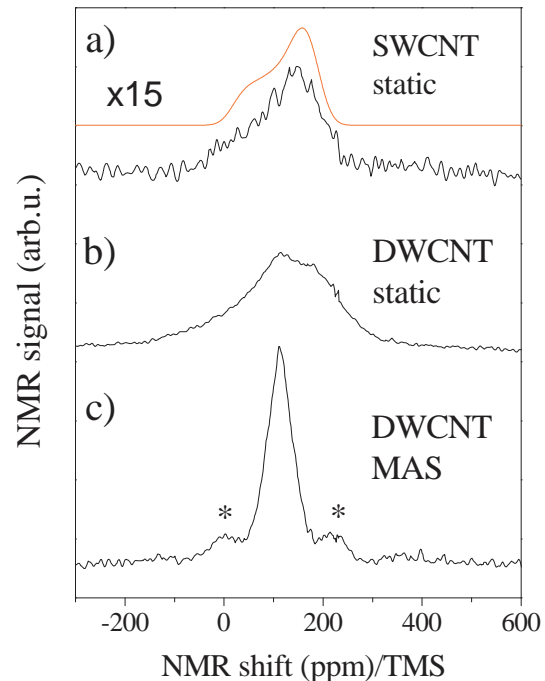 a)
SWCNT
static
x15
b)
DWCNT
static
c)
DWCNT
MAS
* *
NMR signal (arb.u.)
-200 0 200 400 600
NMR shift (ppm)/TMS